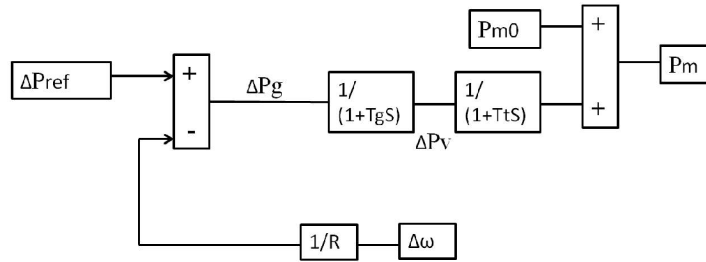 Pm0
+
ΔPref
+
ΔPg
1/
(1+TgS)
1/
(1+TtS)
Pm
-
ΔPv
+
1/R
Δω